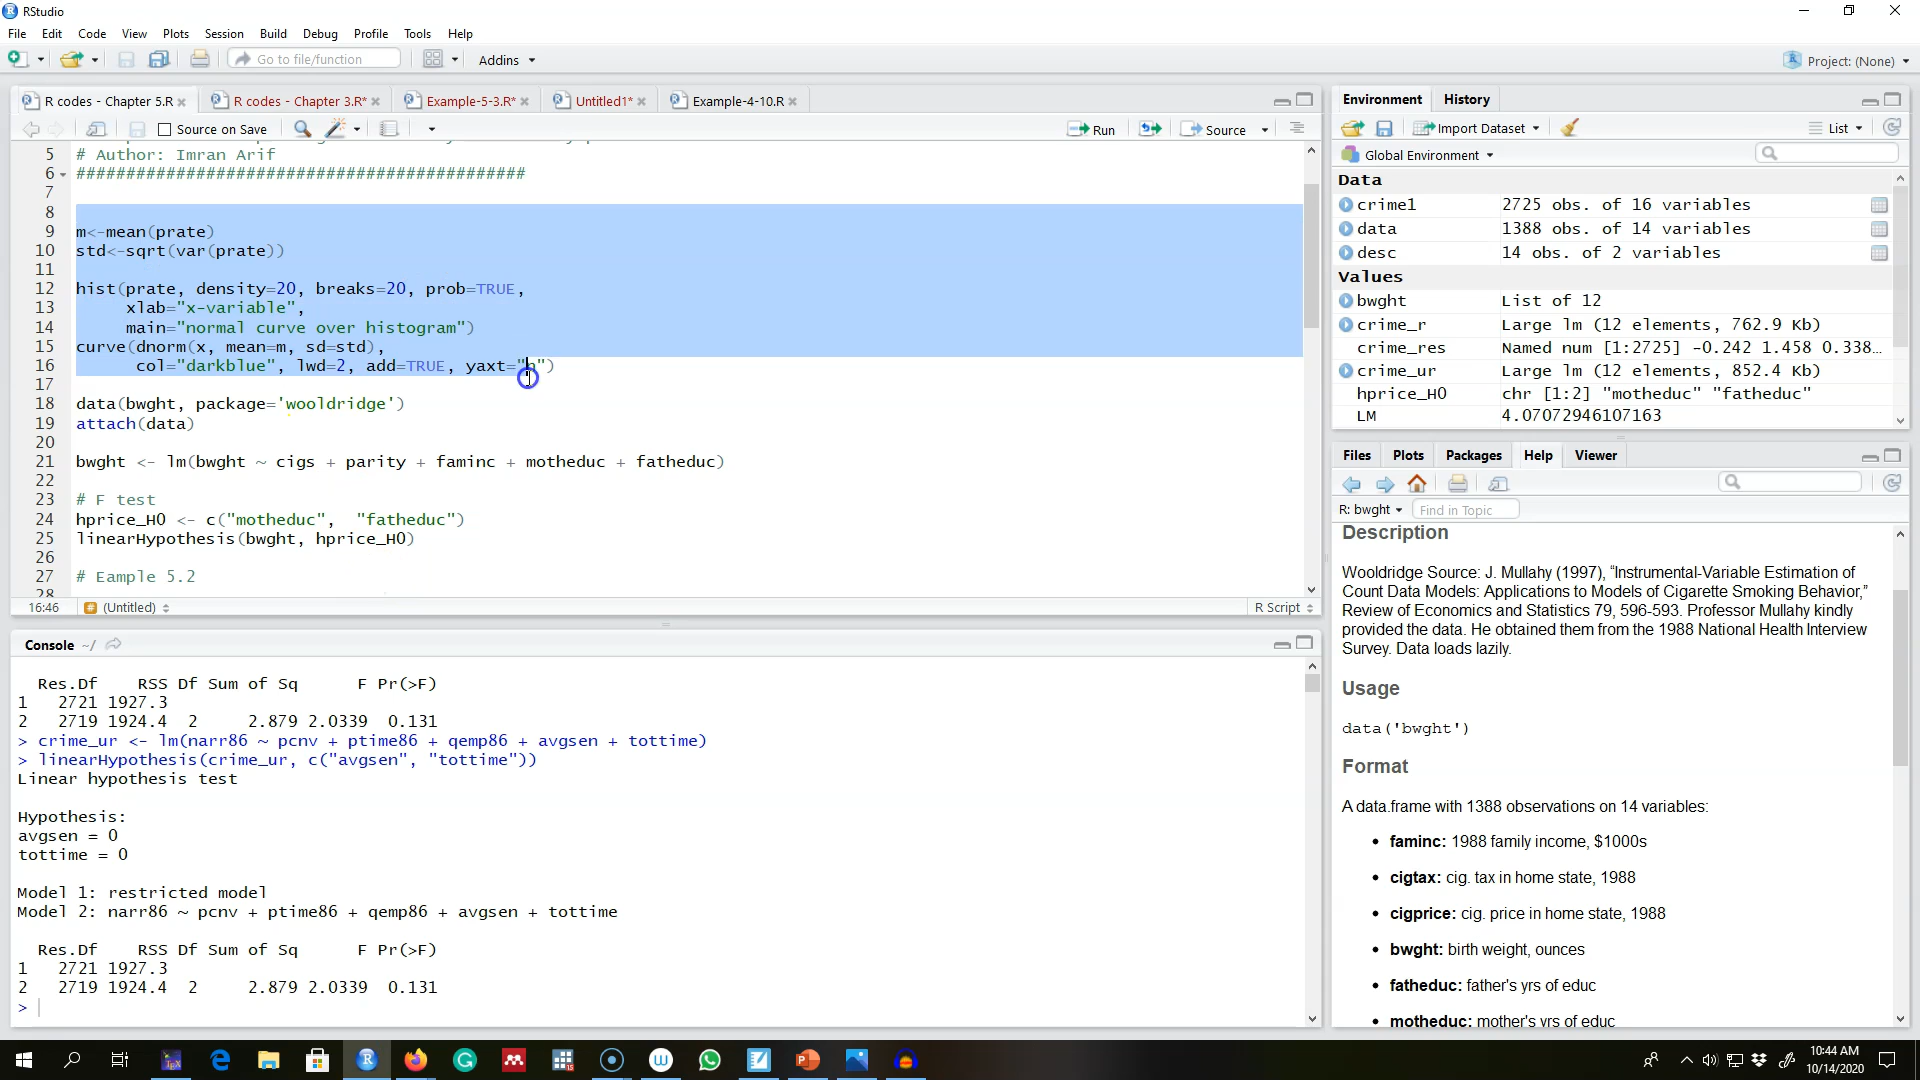 RStudio
File Edit Code View Plots Session Build Debug Profile Tools Help
Go to file/function Addins Project: (None)
R codes - Chapter 5.R R codes - Chapter 3.R* Example-5-3.R* Untitled1* Example-4-10.R
Source on Save Run Source
5 # Author: Imran Arif
6 #############################################
7
8
9 m<-mean(prate)
10 std<-sqrt(var(prate))
11
12 hist(prate, density=20, breaks=20, prob=TRUE,
13 xlab="x-variable",
14 main="normal curve over histogram")
15 curve(dnorm(x, mean=m, sd=std),
16 col="darkblue", lwd=2, add=TRUE, yaxt="n")
17
18 data(bwght, package='wooldridge')
19 attach(data)
20
21 bwght <- lm(bwght ~ cigs + parity + faminc + motheduc + fatheduc)
22
23 # F test
24 hprice_H0 <- c("motheduc", "fatheduc")
25 linearHypothesis(bwght, hprice_H0)
26
27 # Eample 5.2
28
16:46 (Untitled) R Script
Console ~/
Res.Df RSS Df Sum of Sq F Pr(>F)
1 2721 1927.3
2 2719 1924.4 2 2.879 2.0339 0.131
> crime_ur <- lm(narr86 ~ pcnv + ptime86 + qemp86 + avgsen + tottime)
> linearHypothesis(crime_ur, c("avgsen", "tottime"))
Linear hypothesis test
Hypothesis:
avgsen = 0
tottime = 0
Model 1: restricted model
Model 2: narr86 ~ pcnv + ptime86 + qemp86 + avgsen + tottime
Res.Df RSS Df Sum of Sq F Pr(>F)
1 2721 1927.3
2 2719 1924.4 2 2.879 2.0339 0.131
>
Environment History
Import Dataset List
Global Environment
Data
crime1 2725 obs. of 16 variables
data 1388 obs. of 14 variables
desc 14 obs. of 2 variables
Values
bwght List of 12
crime_r Large lm (12 elements, 762.9 Kb)
crime_res Named num [1:2725] -0.242 1.458 0.338…
crime_ur Large lm (12 elements, 852.4 Kb)
hprice_H0 chr [1:2] "motheduc" "fatheduc"
LM 4.07072946107163
Files Plots Packages Help Viewer
R: bwght Find in Topic
Description
Wooldridge Source: J. Mullahy (1997), “Instrumental-Variable Estimation of
Count Data Models: Applications to Models of Cigarette Smoking Behavior,”
Review of Economics and Statistics 79, 596-593. Professor Mullahy kindly
provided the data. He obtained them from the 1988 National Health Interview
Survey. Data loads lazily.
Usage
data('bwght')
Format
A data.frame with 1388 observations on 14 variables:
• faminc: 1988 family income, $1000s
• cigtax: cig. tax in home state, 1988
• cigprice: cig. price in home state, 1988
• bwght: birth weight, ounces
• fatheduc: father's yrs of educ
• motheduc: mother's yrs of educ
10:44 AM
10/14/2020